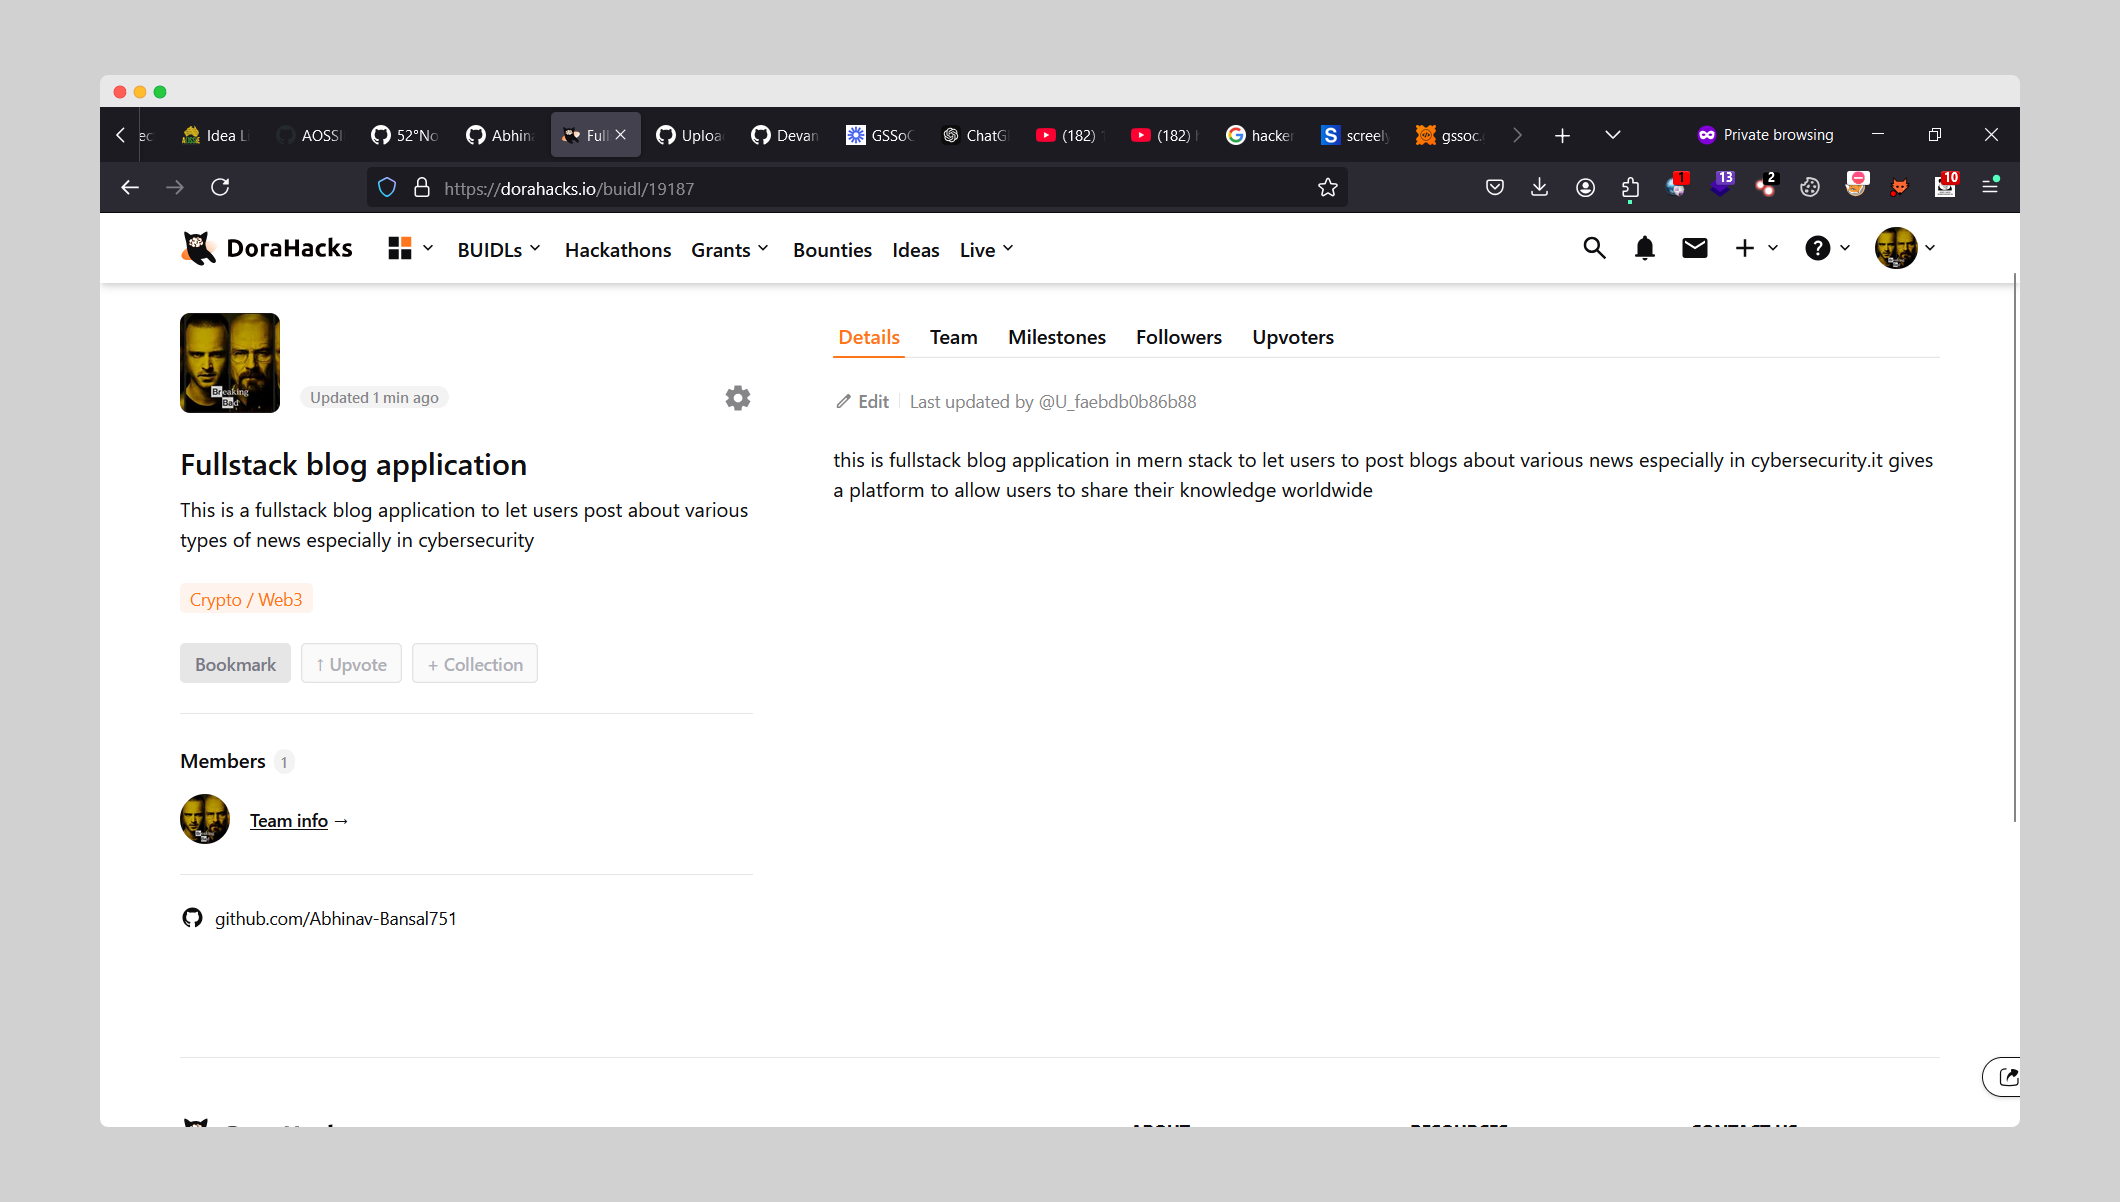 Idea Li
AOSSI
52°No
Abhin
Full
Uploa
Devan
GSSoC
ChatG
(182)
(182)
hacker
screely
gssoc.
Private browsing
https://dorahacks.io/buidl/19187
1
13
2
10
DoraHacks
BUIDLs
Hackathons
Grants
Bounties
Ideas
Live
Breaking
Bad
Updated 1 min ago
Fullstack blog application
This is a fullstack blog application to let users post about various
types of news especially in cybersecurity
Crypto / Web3
Bookmark
↑ Upvote
+ Collection
Members 1
Team info →
github.com/Abhinav-Bansal751
Details
Team
Milestones
Followers
Upvoters
Edit
Last updated by @U_faebdb0b86b88
this is fullstack blog application in mern stack to let users to post blogs about various news especially in cybersecurity.it gives
a platform to allow users to share their knowledge worldwide